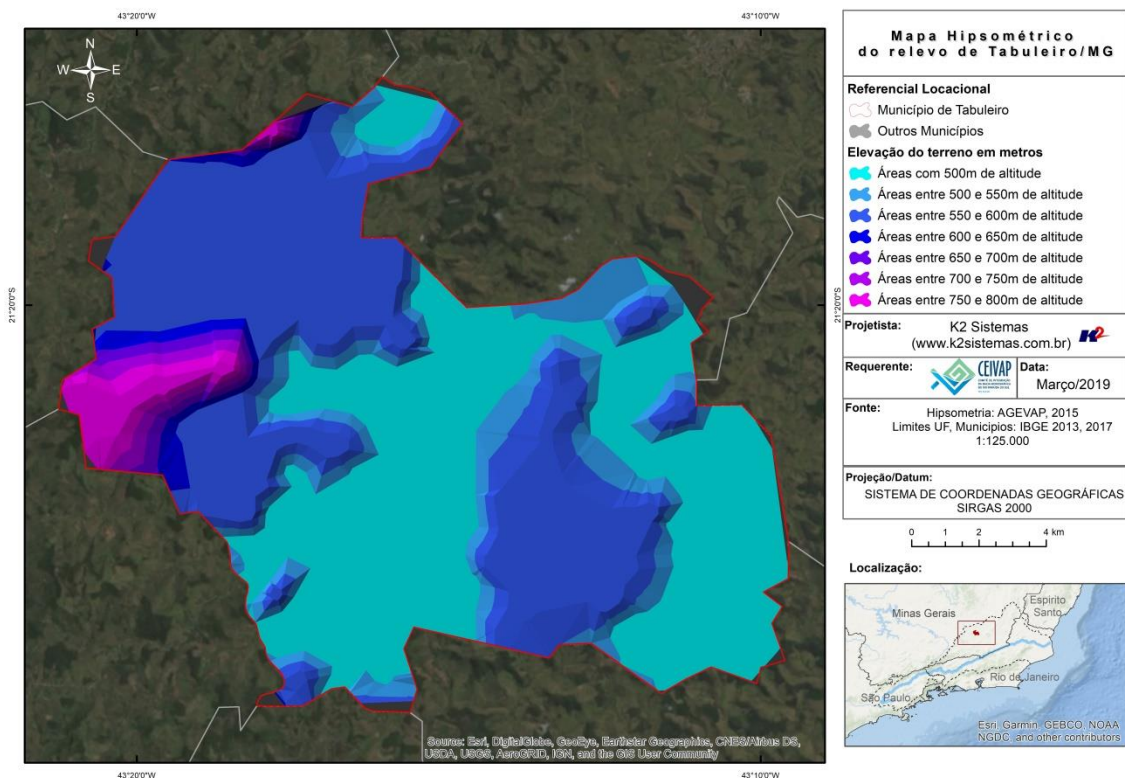 43°20'0"W
43°10'0"W
N
W
E
S
21°20'0"S
21°20'0"S
43°20'0"W
43°10'0"W
Source: Esri, DigitalGlobe, GeoEye, Earthstar Geographics, CNES/Airbus DS,
USDA, USGS, AeroGRID, IGN, and the GIS User Community
Mapa Hipsométrico
do relevo de Tabuleiro/MG
Referencial Locacional
Município de Tabuleiro
Outros Municípios
Elevação do terreno em metros
Áreas com 500m de altitude
Áreas entre 500 e 550m de altitude
Áreas entre 550 e 600m de altitude
Áreas entre 600 e 650m de altitude
Áreas entre 650 e 700m de altitude
Áreas entre 700 e 750m de altitude
Áreas entre 750 e 800m de altitude
Projetista:
K2 Sistemas
(www.k2sistemas.com.br)
K2
Requerente:
CEIVAP
Data:
Março/2019
Fonte:
Hipsometria: AGEVAP, 2015
Limites UF, Municipios: IBGE 2013, 2017
1:125.000
Projeção/Datum:
SISTEMA DE COORDENADAS GEOGRÁFICAS
SIRGAS 2000
0 1 2 4 km
Localização:
Minas Gerais
Espirito
Santo
São Paulo
Rio de Janeiro
Esri, Garmin, GEBCO, NOAA
NGDC, and other contributors